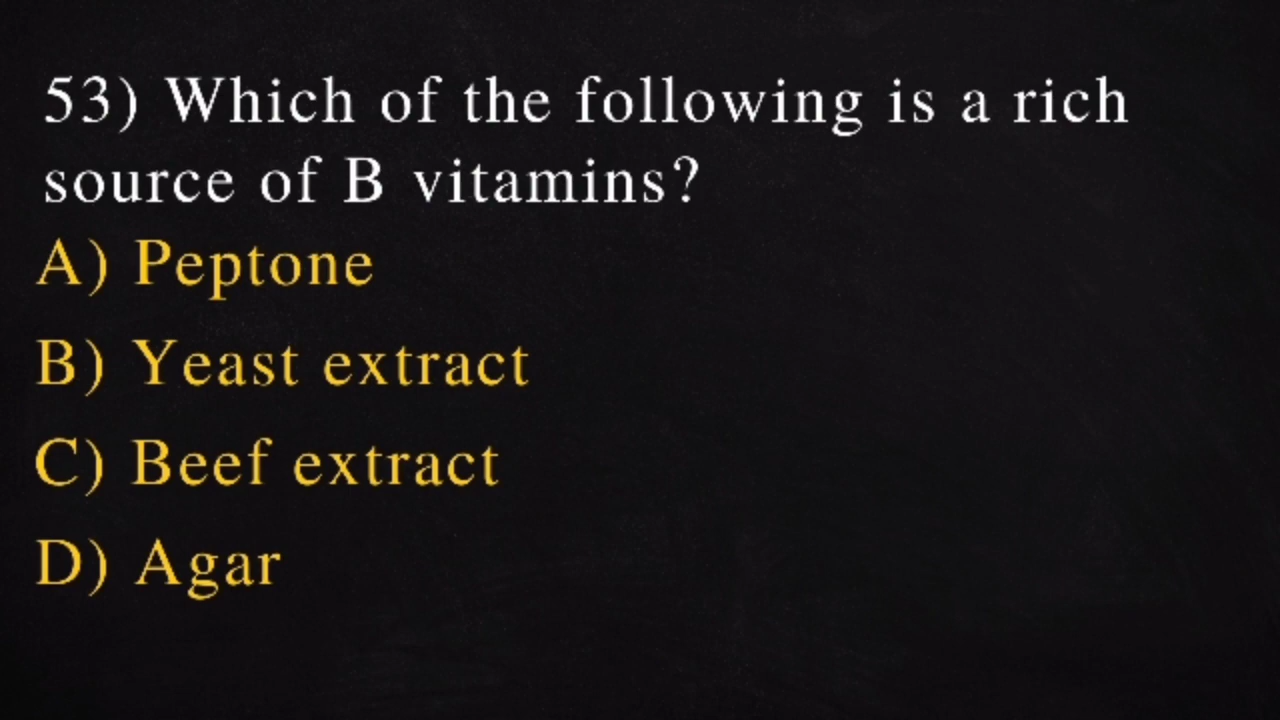 53) Which of the following is a rich
source of B vitamins?
A) Peptone
B) Yeast extract
C) Beef extract
D) Agar